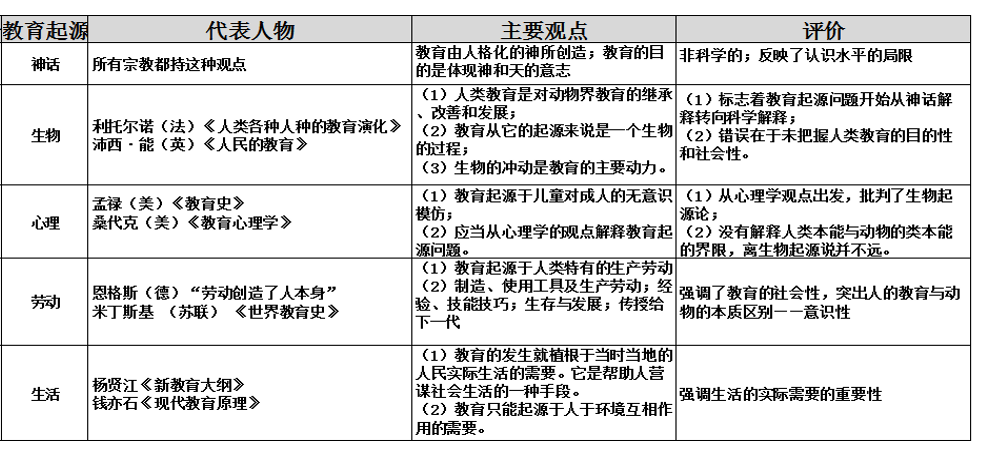 教育起源 代表人物 主要观点 评价
神话
所有宗教都持这种观点
教育由人格化的神所创造；教育的目
的是体现神和天的意志
非科学的；反映了认识水平的局限
生物
利托尔诺（法）《人类各种人种的教育演化》
沛西·能（英）《人民的教育》
（1）人类教育是对动物界教育的继承
、改善和发展；
（2）教育从它的起源来说是一个生物
的过程；
（3）生物的冲动是教育的主要动力。
（1）标志着教育起源问题开始从神话解
释转向科学解释；
（2）错误在于未把握人类教育的目的性
和社会性。
心理
孟禄（美）《教育史》
桑代克（美）《教育心理学》
（1）教育起源于儿童对成人的无意识
模仿；
（2）应当从心理学的观点解释教育起
源问题。
（1）从心理学观点出发，批判了生物起
源论；
（2）没有解释人类本能与动物的类本能
的界限，离生物起源说并不远。
劳动
恩格斯（德）“劳动创造了人本身”
米丁斯基 （苏联） 《世界教育史》
（1）教育起源于人类特有的生产劳动
（2）制造、使用工具及生产劳动；经
验、技能技巧；生存与发展；传授给
下一代
强调了教育的社会性，突出人的教育与动
物的本质区别－－意识性
生活
杨贤江《新教育大纲》
钱亦石《现代教育原理》
（1）教育的发生就植根于当时当地的
人民实际生活的需要。它是帮助人营
谋社会生活的一种手段。
（2）教育只能起源于人于环境互相作
用的需要。
强调生活的实际需要的重要性